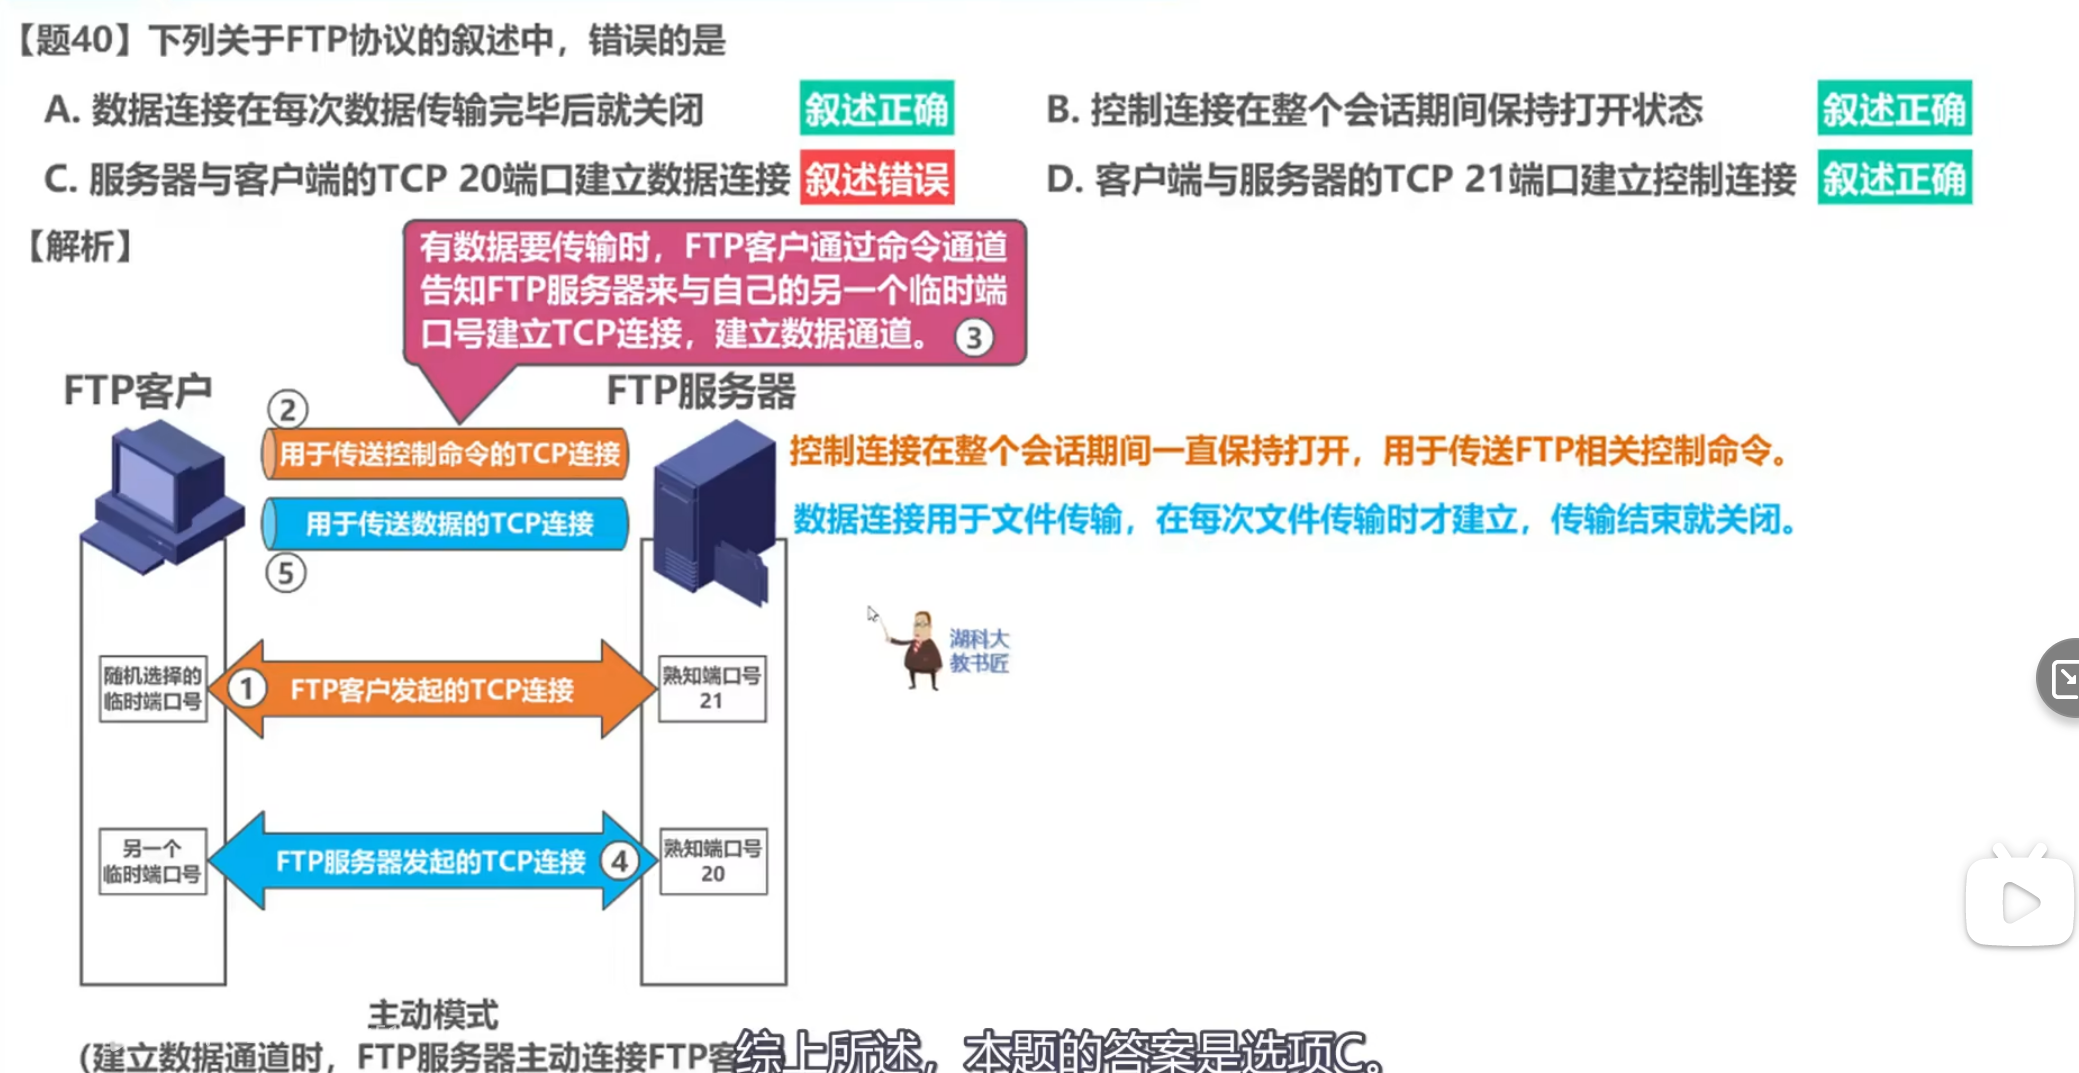 【题40】下列关于FTP协议的叙述中，错误的是
A. 数据连接在每次数据传输完毕后就关闭 叙述正确
B. 控制连接在整个会话期间保持打开状态 叙述正确
C. 服务器与客户端的TCP 20端口建立数据连接 叙述错误
D. 客户端与服务器的TCP 21端口建立控制连接 叙述正确
【解析】
有数据要传输时，FTP客户通过命令通道
告知FTP服务器来与自己的另一个临时端
口号建立TCP连接，建立数据通道。 ③
FTP客户
FTP服务器
②
用于传送控制命令的TCP连接
控制连接在整个会话期间一直保持打开，用于传送FTP相关控制命令。
用于传送数据的TCP连接
数据连接用于文件传输，在每次文件传输时才建立，传输结束就关闭。
⑤
湖科大
教书匠
随机选择的
临时端口号
① FTP客户发起的TCP连接
熟知端口号
21
另一个
临时端口号
FTP服务器发起的TCP连接 ④
熟知端口号
20
主动模式
(建立数据通道时，FTP服务器主动连接FTP客
综上所述，本题的答案是选项C。